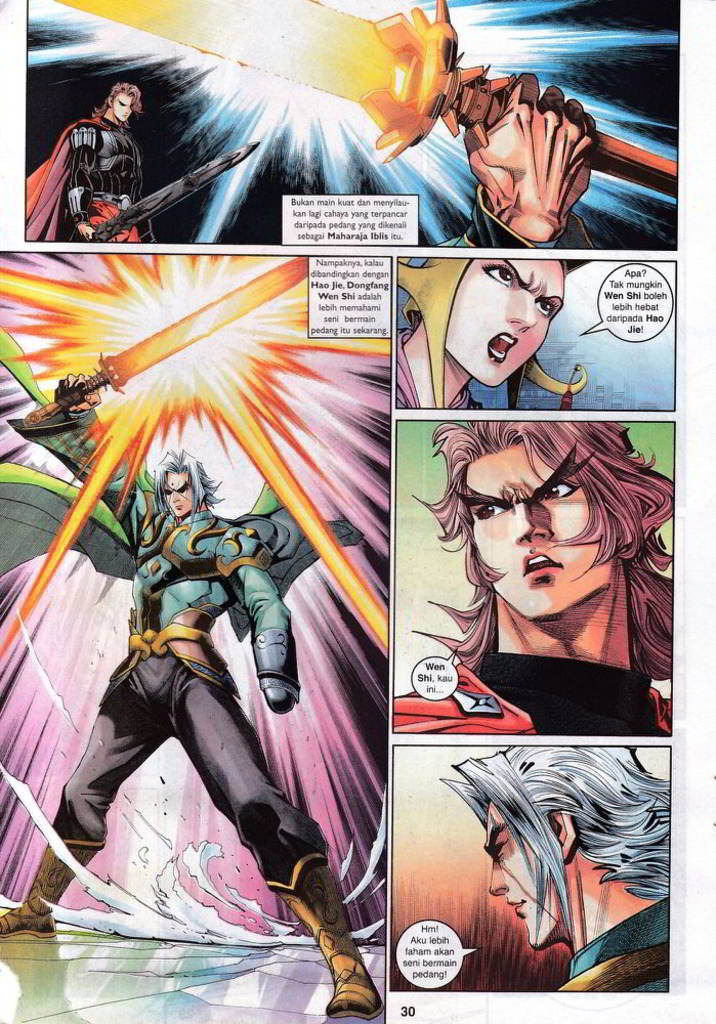 Bukan main kuat dan menyilau-
kan lagi cahaya yang terpancar
daripada pedang yang dikenali
sebagai Maharaja Iblis itu.
Nampaknya, kalau
dibandingkan dengan
Hao Jie, Dongfang
Wen Shi adalah
lebih memahami
seni bermain
pedang itu sekarang.
Apa?
Tak mungkin
Wen Shi boleh
lebih hebat
daripada Hao
Jie!
Wen
Shi, kau
ini...
Hm!
Aku lebih
faham akan
seni bermain
pedang!
30